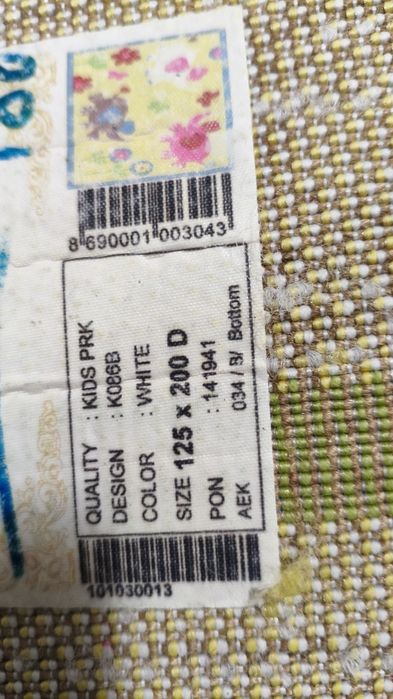 8 690001 003043
QUALITY : KIDS PRK
DESIGN : K086B
COLOR : WHITE
SIZE 125 x 200 D
PON : 141941
AEK 034 / B/ Bottom
101030013